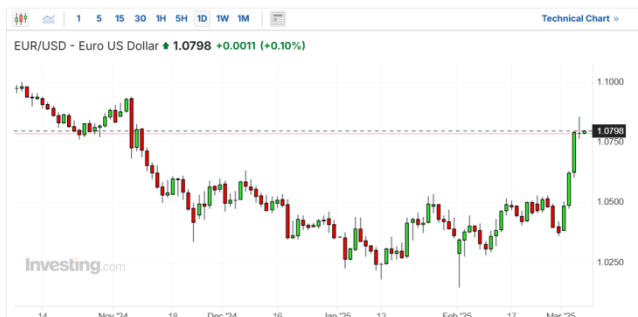 1 5 15 30 1H 5H 1D 1W 1M Technical Chart »
EUR/USD - Euro US Dollar 1.0798 +0.0011 (+0.10%)
1.1000
1.0798
1.0750
1.0500
1.0250
Investing.com
14 Nov '24 18 Dec '24 16 Jan '25 13 Feb '25 17 Mar '25